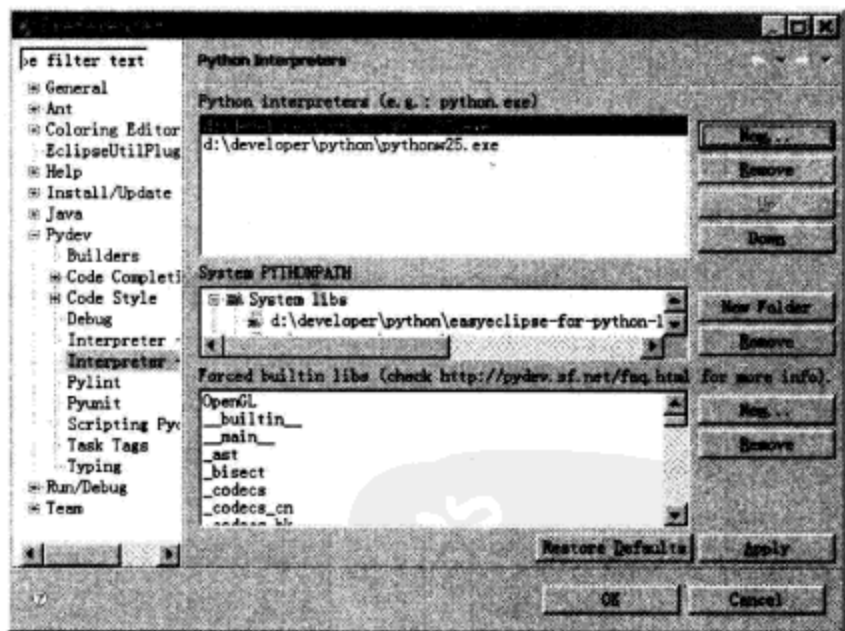 pe filter text
General
Ant
Coloring Editor
EclipseUtilPlug
Help
Install/Update
Java
Pydev
Builders
Code Completi
Code Style
Debug
Interpreter -
Interpreter -
Pylint
Pyunit
Scripting Pyd
Task Tags
Typing
Run/Debug
Team
Python Interpreters
Python interpreters (e.g.: python.exe)
d:\developer\python\pythonw25.exe
New...
Remove
Up
Down
System PYTHONPATH
System libs
d:\developer\python\easyeclipse-for-python-1
New Folder
Remove
Forced builtin libs (check http://pydev.sf.net/faq.html for more info).
OpenGL
__builtin__
__main__
_ast
_bisect
_codecs
_codecs_cn
_codecs_hk
New...
Remove
Restore Defaults
Apply
OK
Cancel